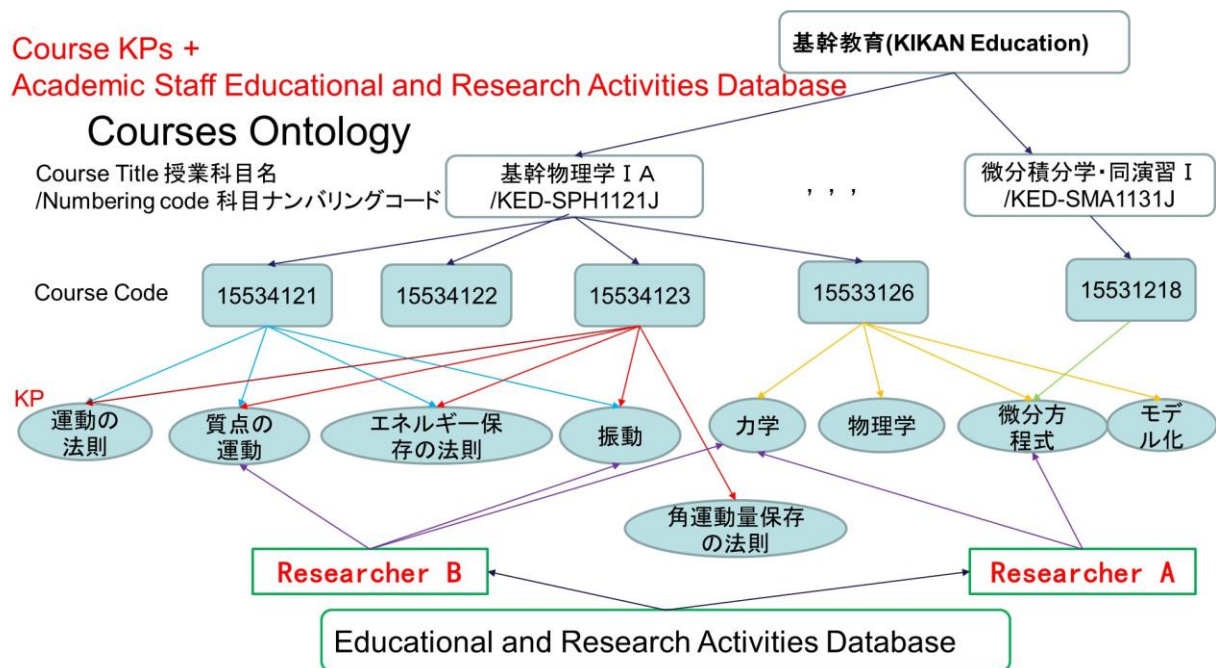 Course KPs +
Academic Staff Educational and Research Activities Database
基幹教育(KIKAN Education)
Courses Ontology
Course Title 授業科目名
/Numbering code 科目ナンバリングコード
基幹物理学ⅠA
/KED-SPH1121J
, , ,
微分積分学・同演習Ⅰ
/KED-SMA1131J
Course Code
15534121
15534122
15534123
15533126
15531218
KP
運動の
法則
質点の
運動
エネルギー保
存の法則
振動
力学
物理学
微分方
程式
モデ
ル化
角運動量保存
の法則
Researcher B
Researcher A
Educational and Research Activities Database